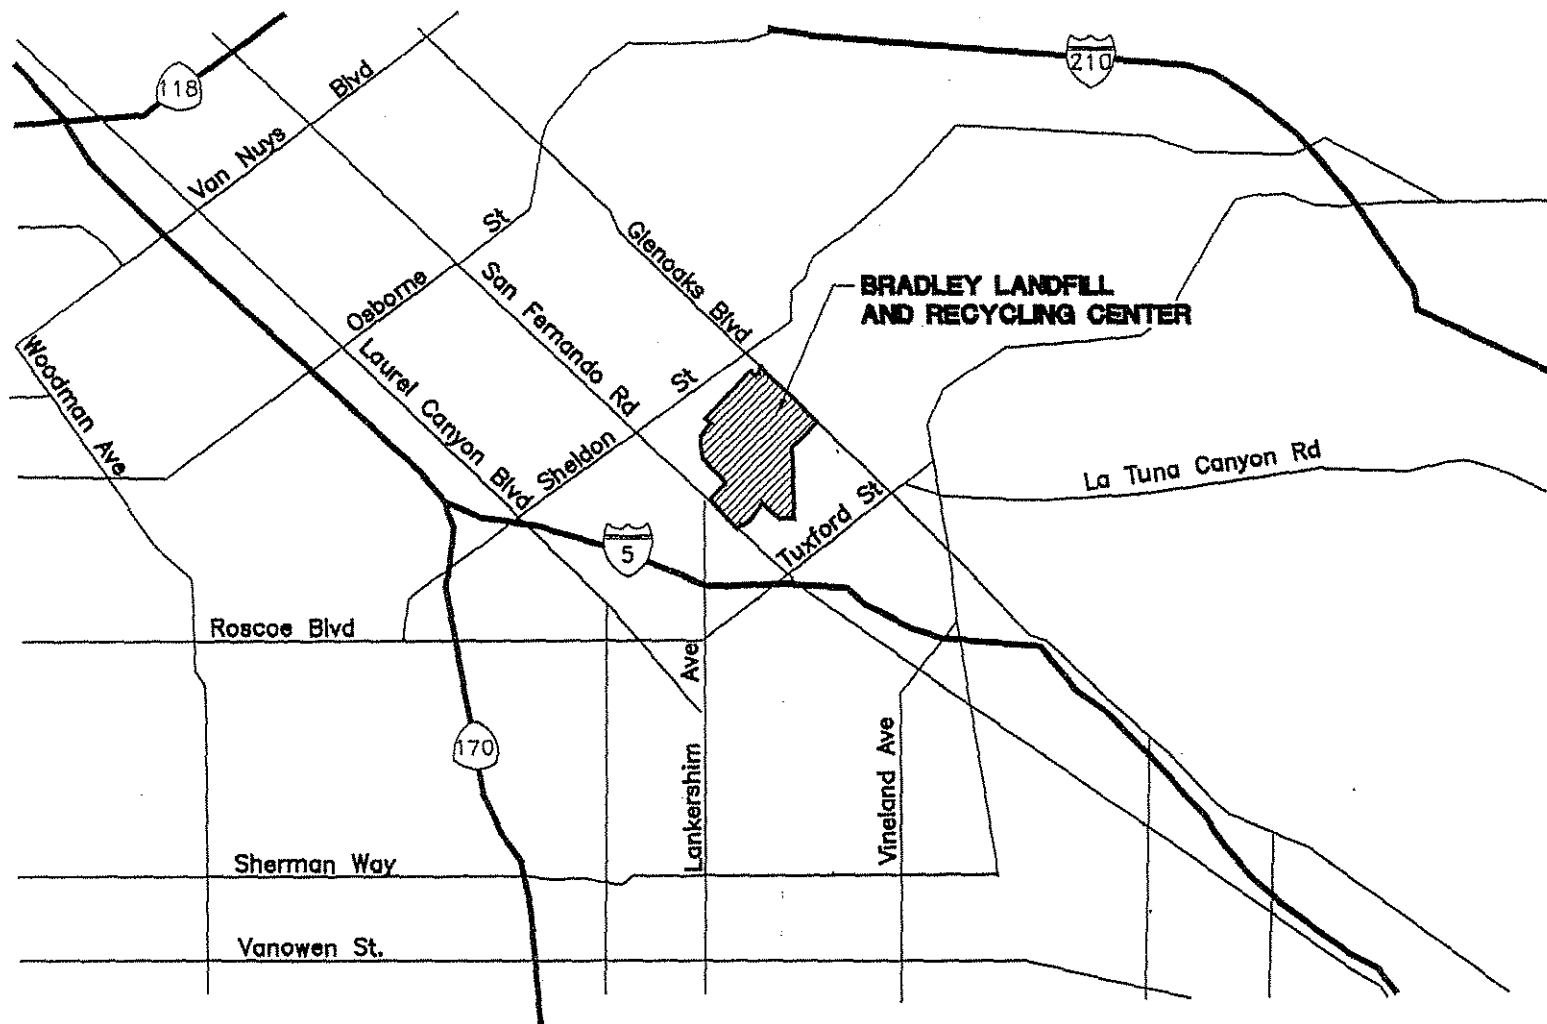 118
210
Van Nuys Blvd
Osborne St
San Fernando Rd
Glenoaks Blvd
BRADLEY LANDFILL
AND RECYCLING CENTER
Woodman Ave
Laurel Canyon Blvd
Sheldon St
La Tuna Canyon Rd
Tuxford St
5
Roscoe Blvd
170
Lankershim Ave
Vineland Ave
Sherman Way
Vanowen St.